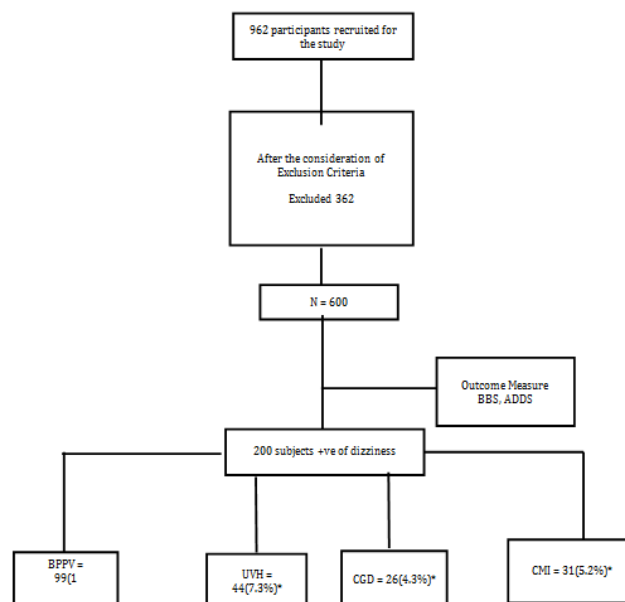 962 participants recruited for
the study
After the consideration of
Exclusion Criteria
Excluded 362
N = 600
Outcome Measure
BBS, ADDS
200 subjects +ve of dizziness
BPPV =
99(1
UVH =
44(7.3%)*
CGD = 26(4.3%)*
CMI = 31(5.2%)*